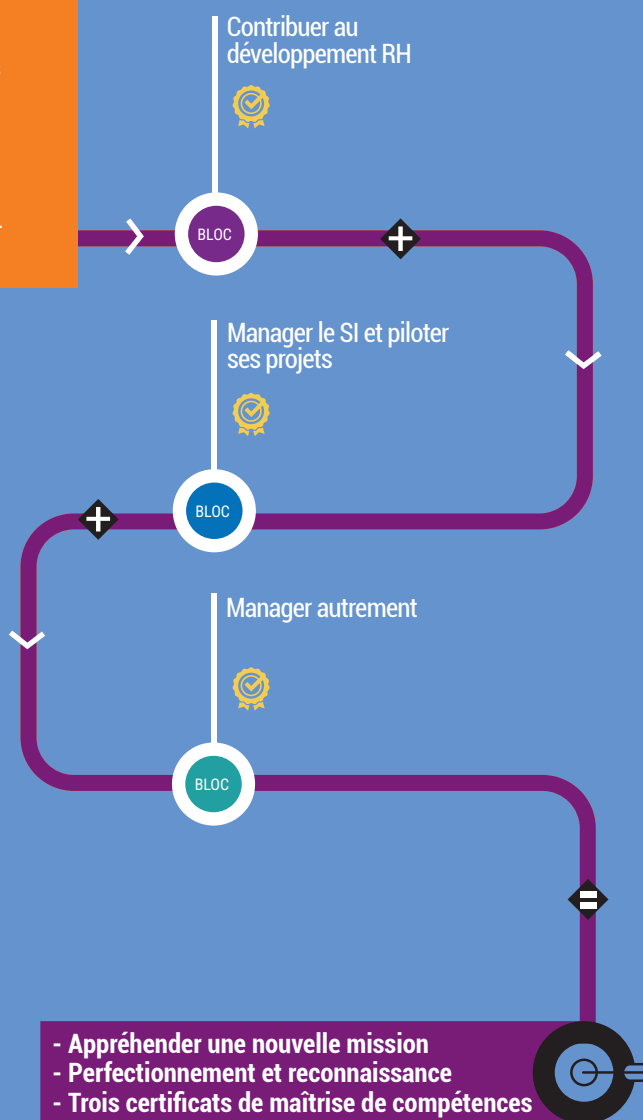 Contribuer au
développement RH
BLOC
Manager le SI et piloter
ses projets
BLOC
Manager autrement
BLOC
- Appréhender une nouvelle mission
- Perfectionnement et reconnaissance
- Trois certificats de maîtrise de compétences